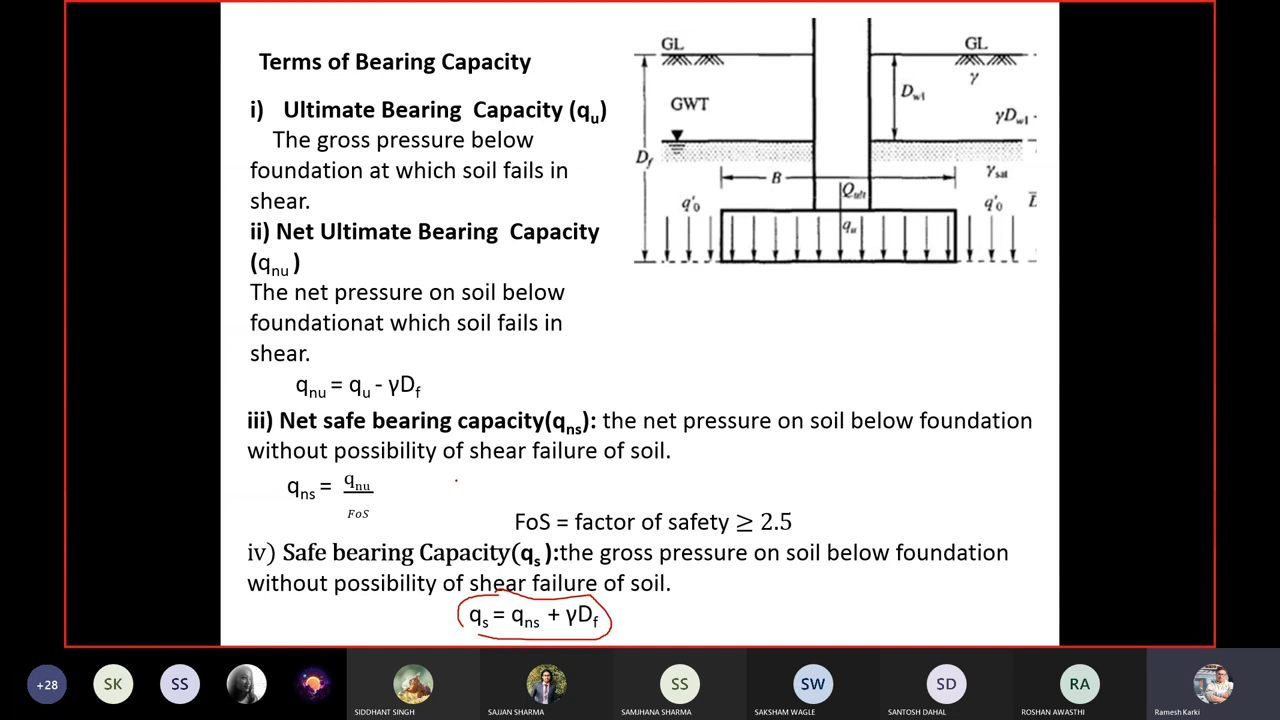 Terms of Bearing Capacity
i) Ultimate Bearing Capacity (qu)
The gross pressure below
foundation at which soil fails in
shear.
ii) Net Ultimate Bearing Capacity
(qnu )
The net pressure on soil below
foundationat which soil fails in
shear.
qnu = qu - γDf
iii) Net safe bearing capacity(qns): the net pressure on soil below foundation
without possibility of shear failure of soil.
qns = qnu
FoS
FoS = factor of safety ≥ 2.5
iv) Safe bearing Capacity(qs ):the gross pressure on soil below foundation
without possibility of shear failure of soil.
qs = qns + γDf
GL
GL
γ
Dw1
GWT
γDw1
Df
B
γsat
Qult
q'0
q'0
qu
+28
SK
SS
SS
SW
SD
RA
SIDDHANT SINGH
SAJJAN SHARMA
SAMJHANA SHARMA
SAKSHAM WAGLE
SANTOSH DAHAL
ROSHAN AWASTHI
Ramesh Karki